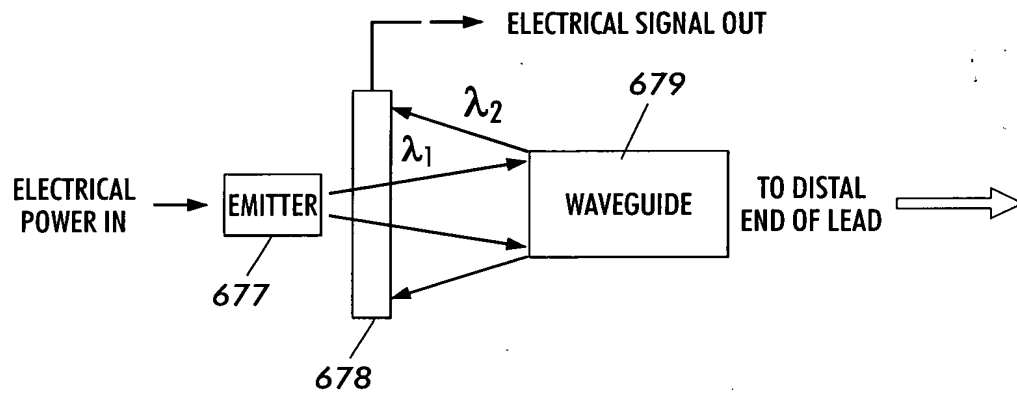 ELECTRICAL SIGNAL OUT
679
λ2
λ1
ELECTRICAL
POWER IN
EMITTER
WAVEGUIDE
TO DISTAL
END OF LEAD
677
678